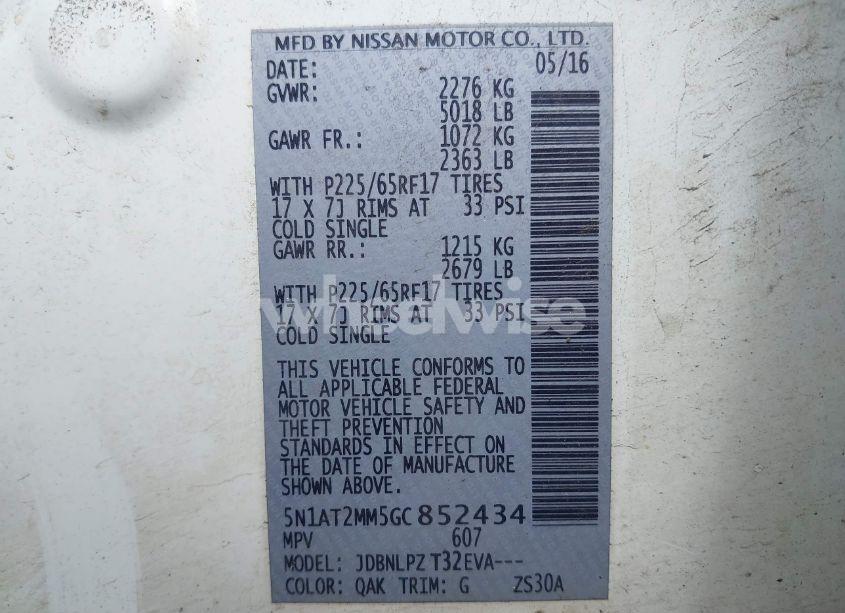 MFD BY NISSAN MOTOR CO., LTD.
DATE: 05/16
GVWR: 2276 KG
5018 LB
GAWR FR.: 1072 KG
2363 LB
WITH P225/65RF17 TIRES
17 X 7J RIMS AT 33 PSI
COLD SINGLE
GAWR RR.: 1215 KG
2679 LB
WITH P225/65RF17 TIRES
17 X 7J RIMS AT 33 PSI
COLD SINGLE
wheelwise
THIS VEHICLE CONFORMS TO
ALL APPLICABLE FEDERAL
MOTOR VEHICLE SAFETY AND
THEFT PREVENTION
STANDARDS IN EFFECT ON
THE DATE OF MANUFACTURE
SHOWN ABOVE.
5N1AT2MM5GC852434
MPV 607
MODEL: JDBNLPZ T32EVA---
COLOR: QAK TRIM: G ZS30A